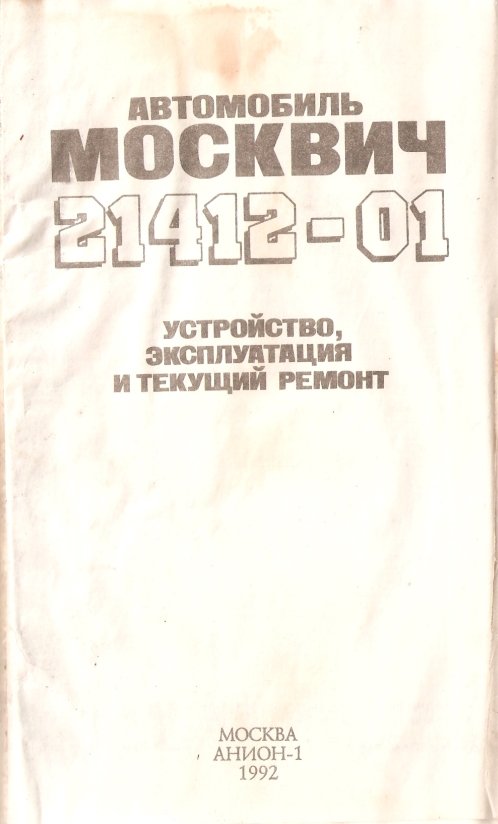 АВТОМОБИЛЬ
МОСКВИЧ
21412-01
УСТРОЙСТВО,
ЭКСПЛУАТАЦИЯ
И ТЕКУЩИЙ РЕМОНТ
МОСКВА
АНИОН-1
1992